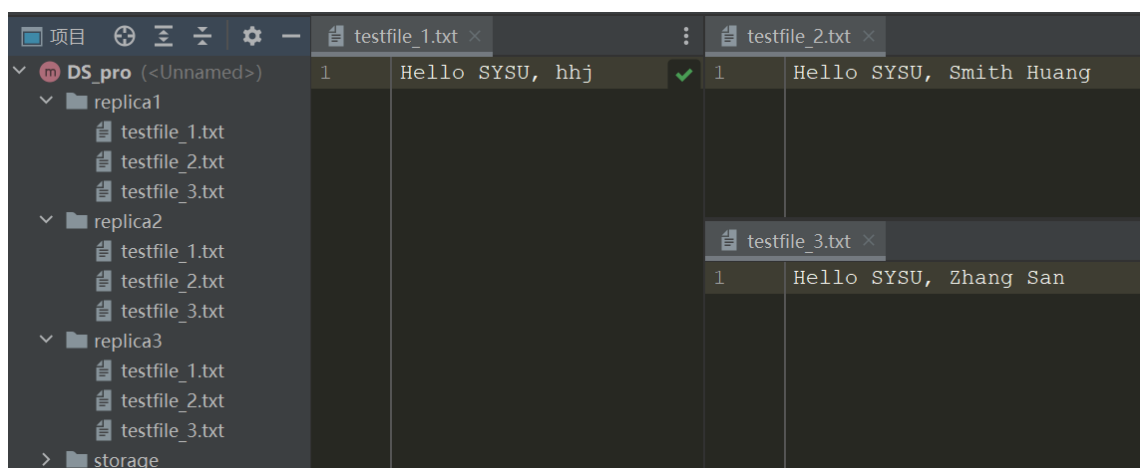 项目
DS_pro (<Unnamed>)
replica1
testfile_1.txt
testfile_2.txt
testfile_3.txt
replica2
testfile_1.txt
testfile_2.txt
testfile_3.txt
replica3
testfile_1.txt
testfile_2.txt
testfile_3.txt
storage
testfile_1.txt
1 Hello SYSU, hhj
testfile_2.txt
1 Hello SYSU, Smith Huang
testfile_3.txt
1 Hello SYSU, Zhang San